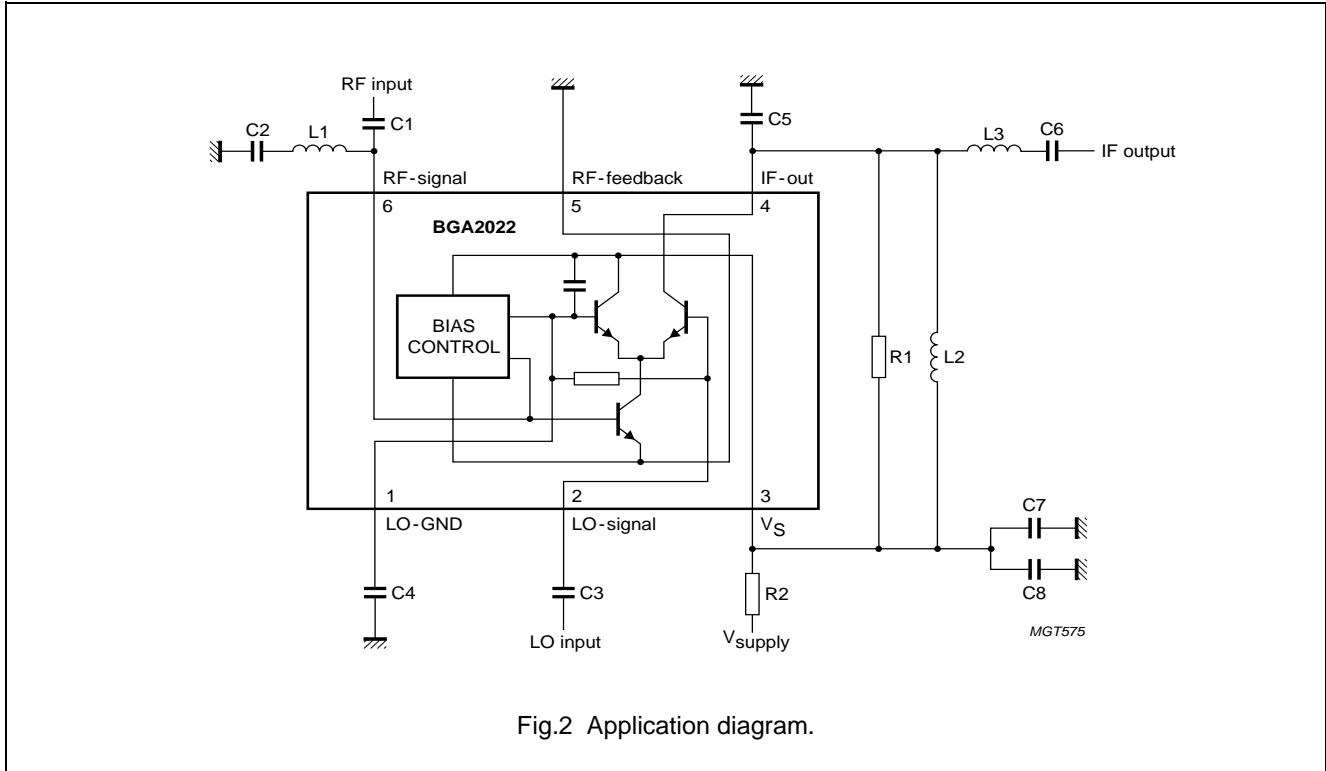 RF input
C1
C2
L1
C5
L3
C6
IF output
RF-signal
RF-feedback
IF-out
6
5
4
BGA2022
BIAS
CONTROL
R1
L2
1
2
3
LO-GND
LO-signal
VS
C7
C8
C4
C3
R2
LO input
Vsupply
MGT575
Fig.2 Application diagram.